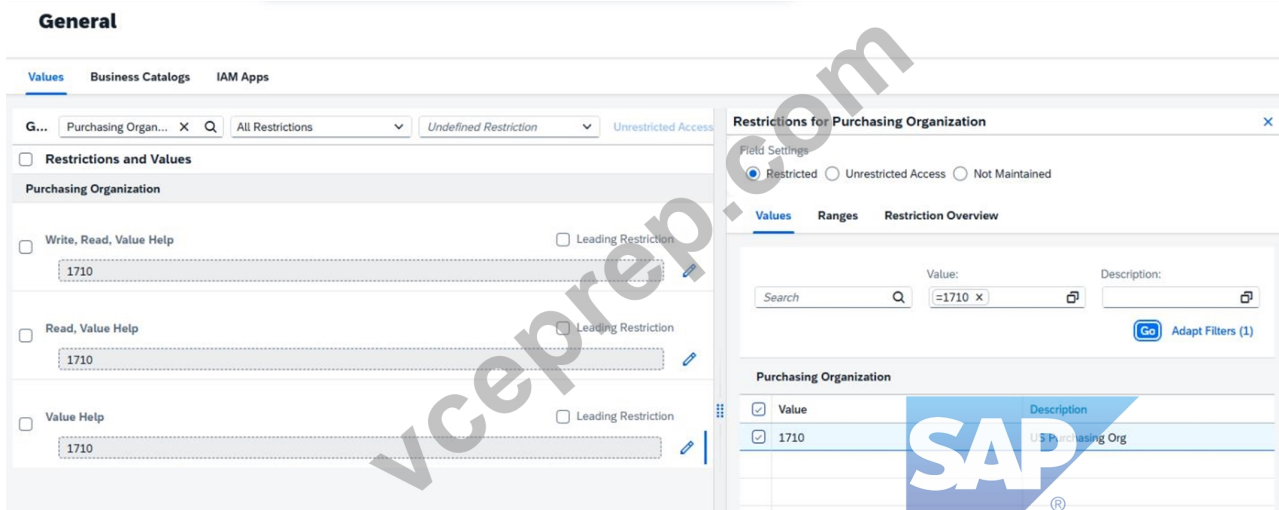 General
Values Business Catalogs IAM Apps
G... Purchasing Organ... All Restrictions Undefined Restriction Unrestricted Access
Restrictions and Values
Purchasing Organization
Write, Read, Value Help Leading Restriction
1710
Read, Value Help Leading Restriction
1710
Value Help Leading Restriction
1710
Restrictions for Purchasing Organization
Field Settings
Restricted Unrestricted Access Not Maintained
Values Ranges Restriction Overview
Value: Description:
Search =1710
Go Adapt Filters (1)
Purchasing Organization
Value Description
1710 US Purchasing Org
SAP ®
vceprep.com